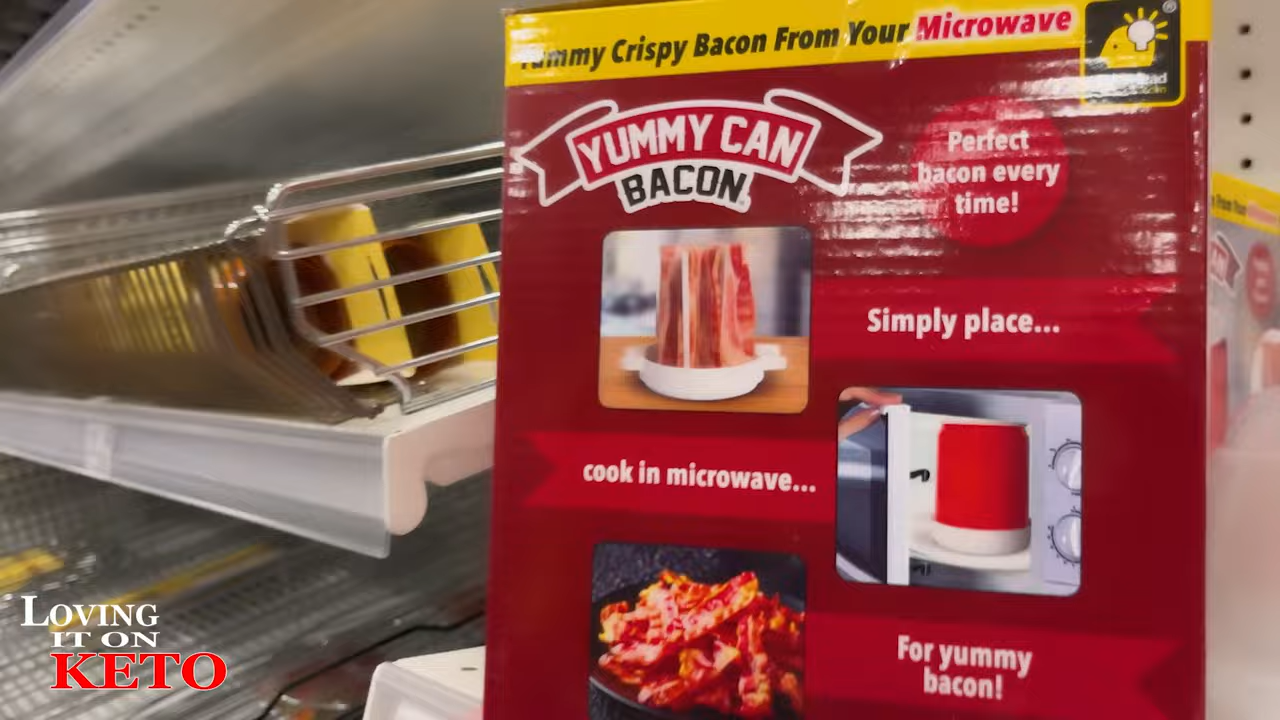 Yummy Crispy Bacon From Your Microwave
YUMMY CAN
BACON
Perfect
bacon every
time!
Simply place...
cook in microwave...
For yummy
bacon!
LOVING
IT ON
KETO